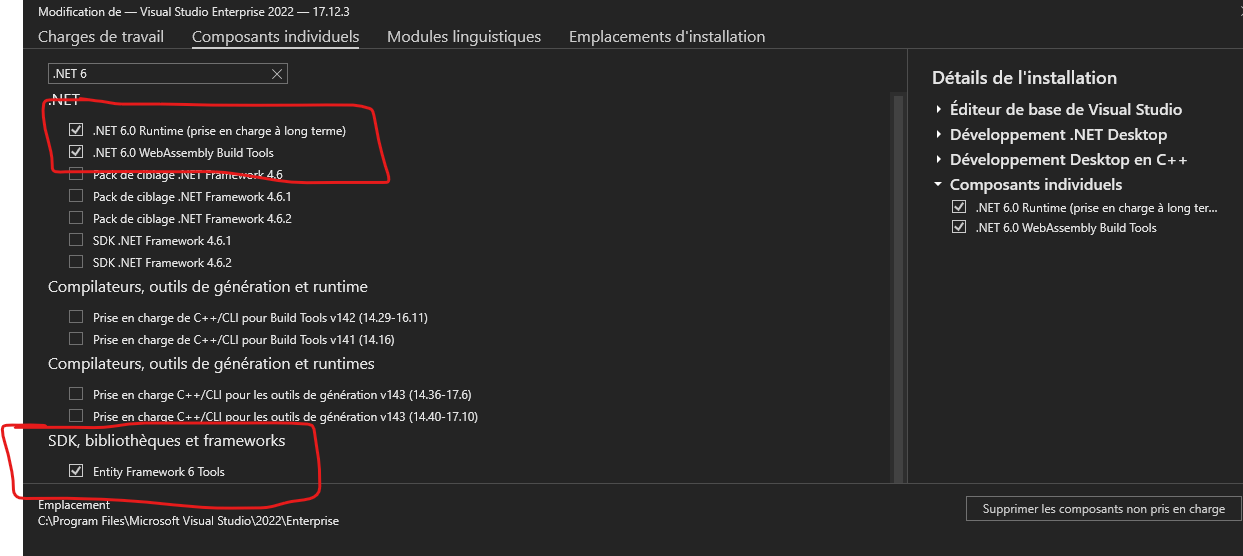 Modification de — Visual Studio Enterprise 2022 — 17.12.3
Charges de travail Composants individuels Modules linguistiques Emplacements d'installation
.NET 6
.NET
.NET 6.0 Runtime (prise en charge à long terme)
.NET 6.0 WebAssembly Build Tools
Pack de ciblage .NET Framework 4.6
Pack de ciblage .NET Framework 4.6.1
Pack de ciblage .NET Framework 4.6.2
SDK .NET Framework 4.6.1
SDK .NET Framework 4.6.2
Compilateurs, outils de génération et runtime
Prise en charge de C++/CLI pour Build Tools v142 (14.29-16.11)
Prise en charge de C++/CLI pour Build Tools v141 (14.16)
Compilateurs, outils de génération et runtimes
Prise en charge C++/CLI pour les outils de génération v143 (14.36-17.6)
Prise en charge C++/CLI pour les outils de génération v143 (14.40-17.10)
SDK, bibliothèques et frameworks
Entity Framework 6 Tools
Détails de l'installation
Éditeur de base de Visual Studio
Développement .NET Desktop
Développement Desktop en C++
Composants individuels
.NET 6.0 Runtime (prise en charge à long ter...
.NET 6.0 WebAssembly Build Tools
Emplacement
C:\Program Files\Microsoft Visual Studio\2022\Enterprise
Supprimer les composants non pris en charge